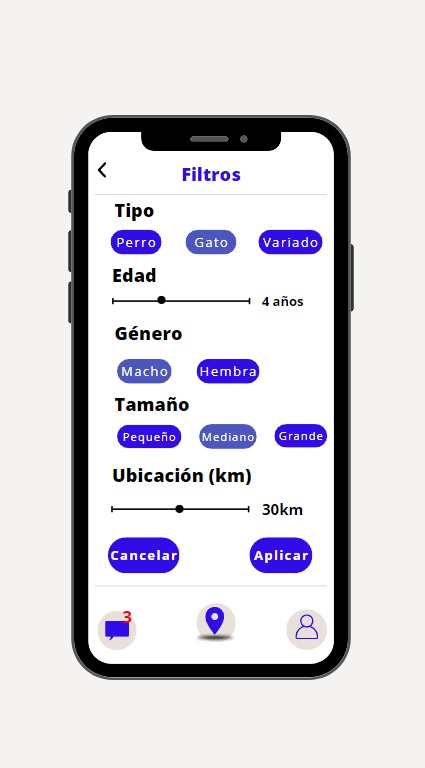 Filtros
Tipo
Perro Gato Variado
Edad
4 años
Género
Macho Hembra
Tamaño
Pequeño Mediano Grande
Ubicación (km)
30km
Cancelar Aplicar
3